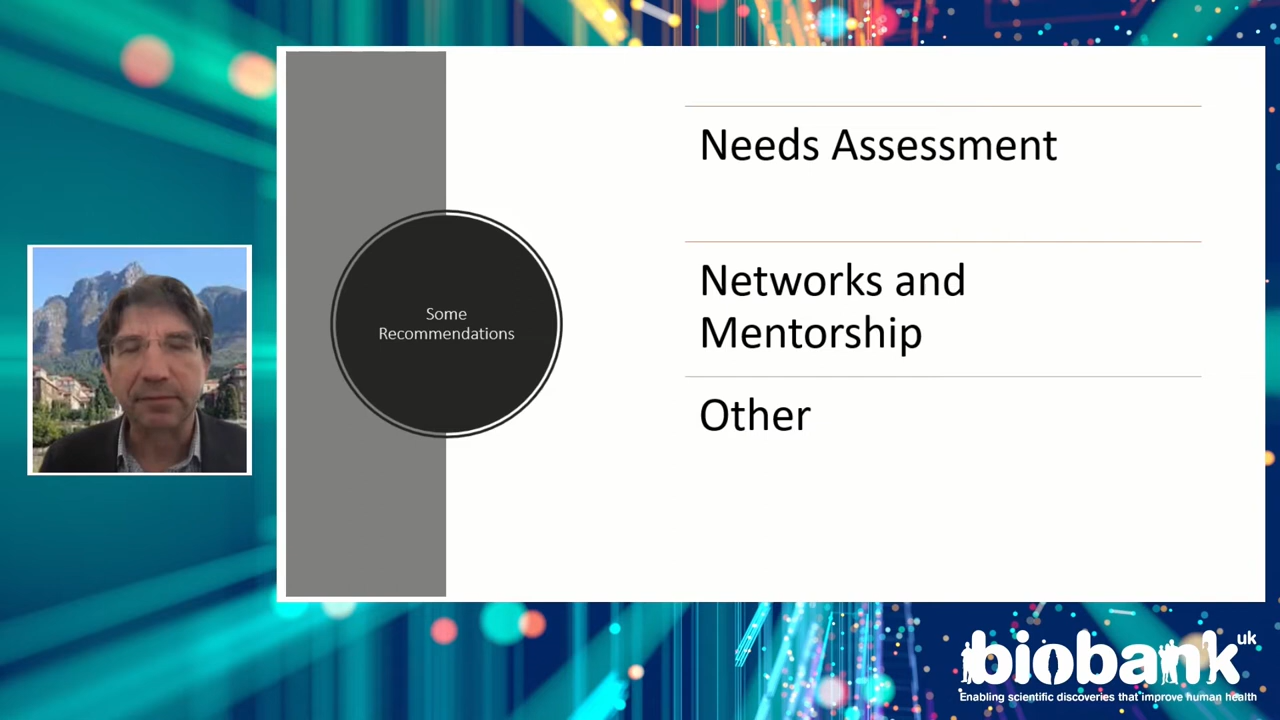 Needs Assessment
Networks and
Mentorship
Other
Some
Recommendations
biobank uk
Enabling scientific discoveries that improve human health